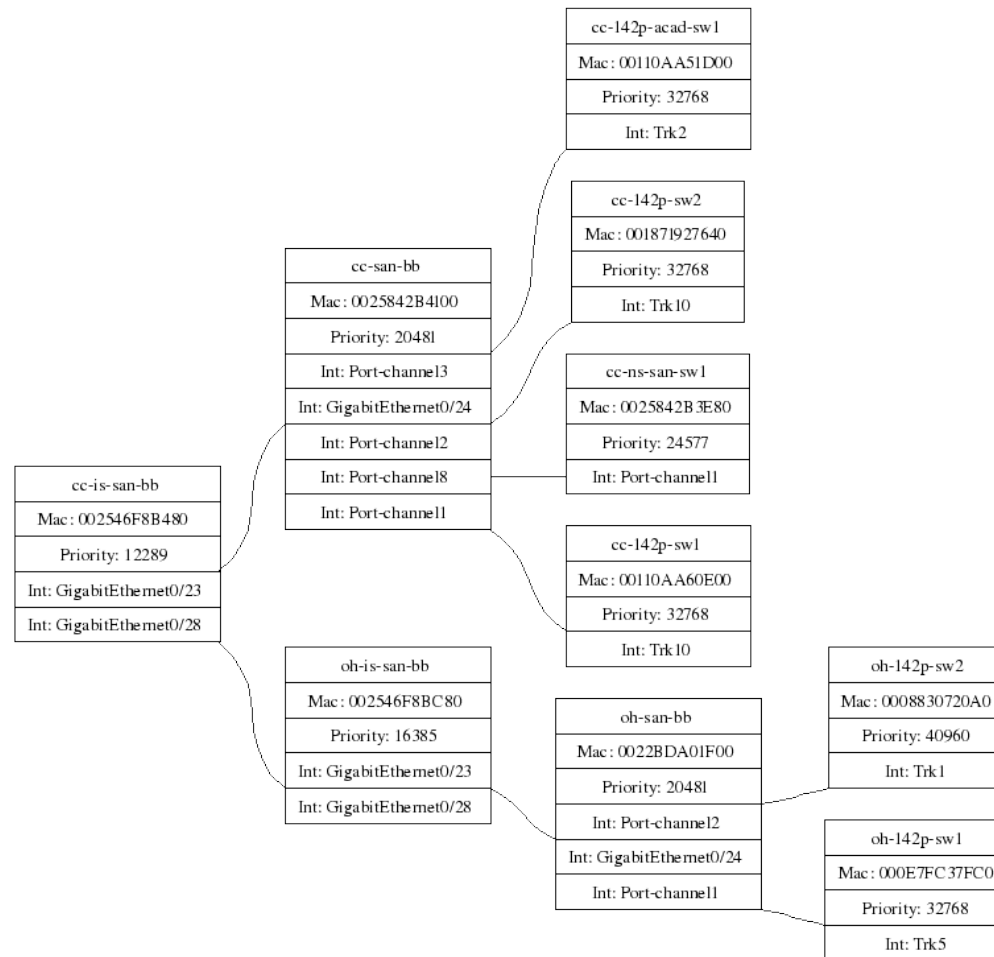 cc-142p-acad-sw1
Mac: 00110AA51D00
Priority: 32768
Int: Trk2
cc-142p-sw2
Mac: 001871927640
Priority: 32768
Int: Trk10
cc-san-bb
Mac: 0025842B4100
Priority: 20481
Int: Port-channel3
Int: GigabitEthernet0/24
Int: Port-channel2
Int: Port-channel8
Int: Port-channel1
cc-ns-san-sw1
Mac: 0025842B3E80
Priority: 24577
Int: Port-channel1
cc-is-san-bb
Mac: 002546F8B480
Priority: 12289
Int: GigabitEthernet0/23
Int: GigabitEthernet0/28
cc-142p-sw1
Mac: 00110AA60E00
Priority: 32768
Int: Trk10
oh-is-san-bb
Mac: 002546F8BC80
Priority: 16385
Int: GigabitEthernet0/23
Int: GigabitEthernet0/28
oh-san-bb
Mac: 0022BDA01F00
Priority: 20481
Int: Port-channel2
Int: GigabitEthernet0/24
Int: Port-channel1
oh-142p-sw2
Mac: 0008830720A0
Priority: 40960
Int: Trk1
oh-142p-sw1
Mac: 000E7FC37FC0
Priority: 32768
Int: Trk5